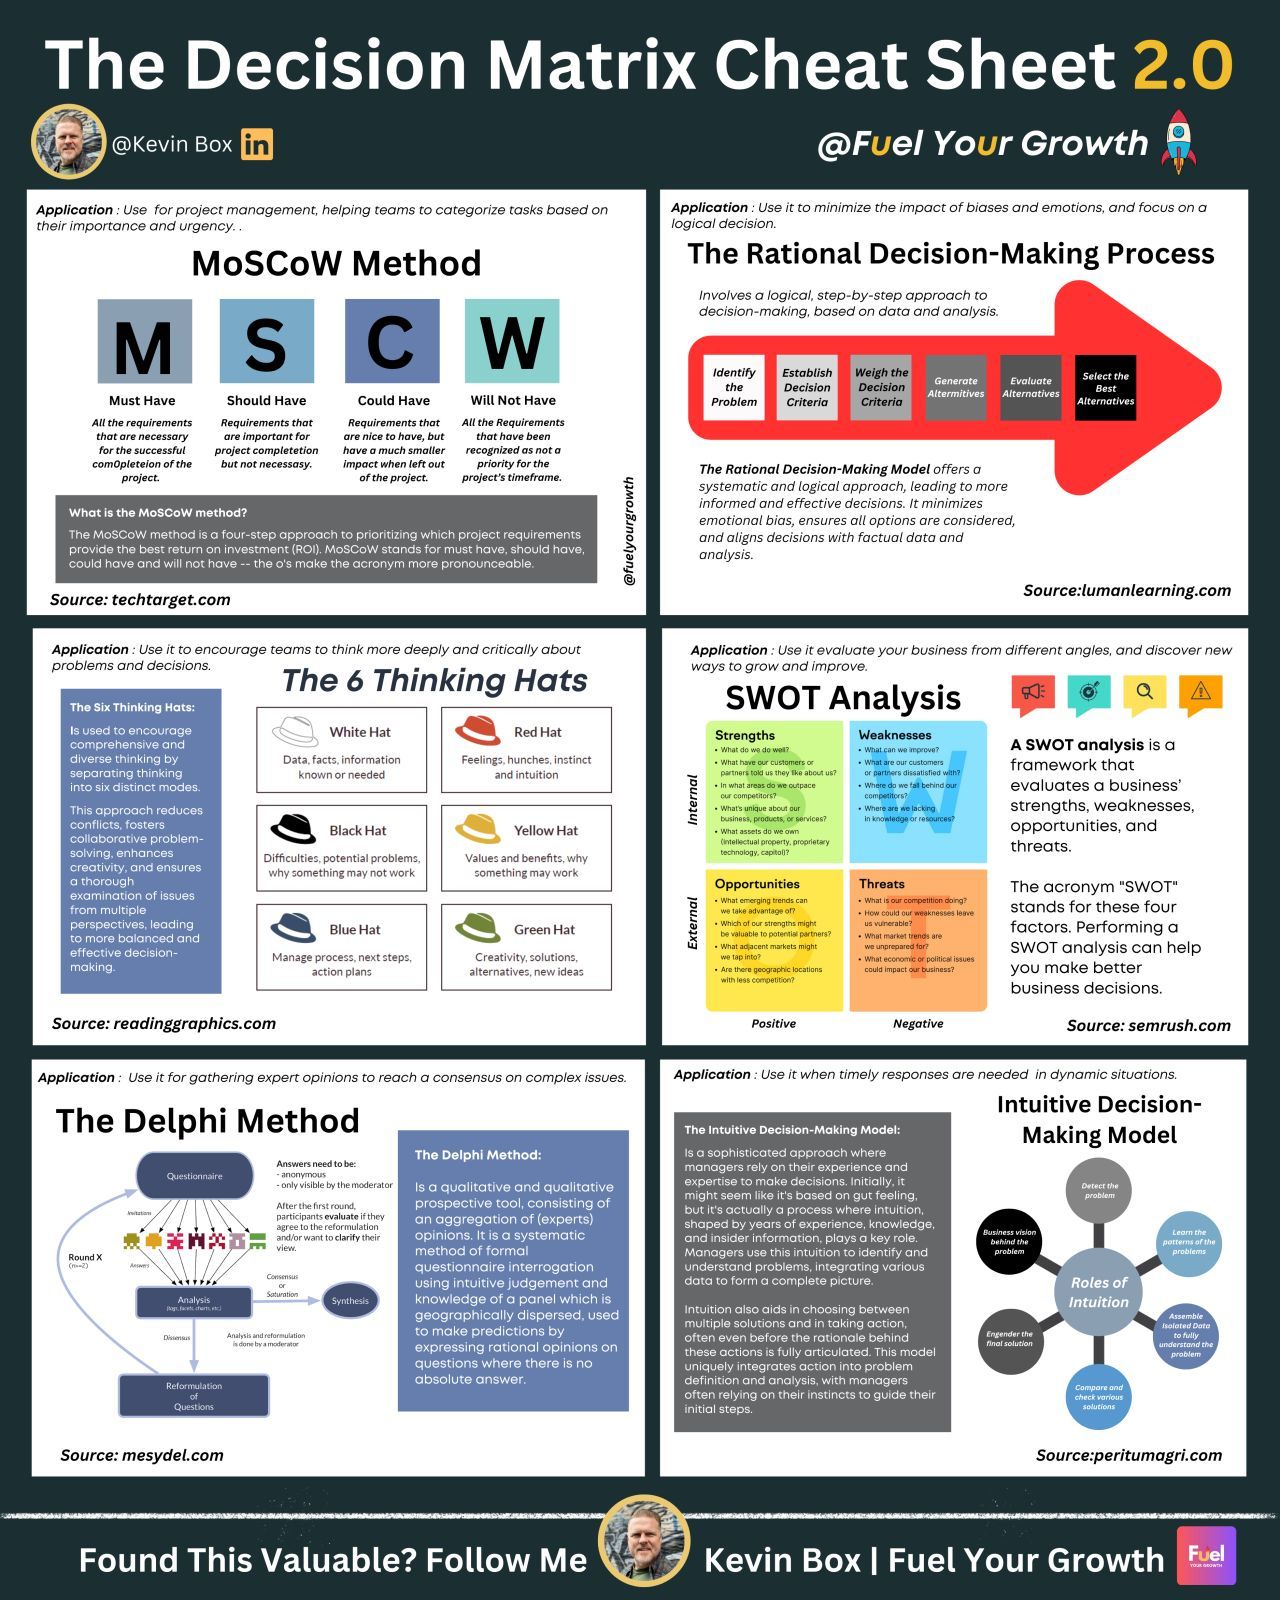 The Decision Matrix Cheat Sheet 2.0
@Kevin Box in
@Fuel Your Growth
Application : Use  for project management, helping teams to categorize tasks based on
their importance and urgency. .
MoSCoW Method
M
S
C
W
Must Have
Should Have
Could Have
Will Not Have
All the requirements
that are necessary
for the successful
com0pleteion of the
project.
Requirements that
are important for
project completetion
but not necessasy.
Requirements that
are nice to have, but
have a much smaller
impact when left out
of the project.
All the Requirements
that have been
recognized as not a
priority for the
project's timeframe.
What is the MoSCoW method?
The MoSCoW method is a four-step approach to prioritizing which project requirements
provide the best return on investment (ROI). MoSCoW stands for must have, should have,
could have and will not have -- the o's make the acronym more pronounceable.
@fuelyourgrowth
Source: techtarget.com
Application : Use it to minimize the impact of biases and emotions, and focus on a
logical decision.
The Rational Decision-Making Process
Involves a logical, step-by-step approach to
decision-making, based on data and analysis.
Identify
the
Problem
Establish
Decision
Criteria
Weigh the
Decision
Criteria
Generate
Altermitives
Evaluate
Alternatives
Select the
Best
Alternatives
The Rational Decision-Making Model offers a
systematic and logical approach, leading to more
informed and effective decisions. It minimizes
emotional bias, ensures all options are considered,
and aligns decisions with factual data and
analysis.
Source:lumanlearning.com
Application : Use it to encourage teams to think more deeply and critically about
problems and decisions.
The 6 Thinking Hats
The Six Thinking Hats:
Is used to encourage
comprehensive and
diverse thinking by
separating thinking
into six distinct modes.
This approach reduces
conflicts, fosters
collaborative problem-
solving, enhances
creativity, and ensures
a thorough
examination of issues
from multiple
perspectives, leading
to more balanced and
effective decision-
making.
White Hat
Data, facts, information
known or needed
Red Hat
Feelings, hunches, instinct
and intuition
Black Hat
Difficulties, potential problems,
why something may not work
Yellow Hat
Values and benefits, why
something may work
Blue Hat
Manage process, next steps,
action plans
Green Hat
Creativity, solutions,
alternatives, new ideas
Source: readinggraphics.com
Application : Use it evaluate your business from different angles, and discover new
ways to grow and improve.
SWOT Analysis
Internal
External
Strengths
• What do we do well?
• What have our customers or
partners told us they like about us?
• In what areas do we outpace
our competitors?
• What's unique about our
business, products, or services?
• What assets do we own
(intellectual property, proprietary
technology, capitol)?
S
Weaknesses
• What can we improve?
• What are our customers
or partners dissatisfied with?
• Where do we fall behind our
competitors?
• Where are we lacking
in knowledge or resources?
W
Opportunities
• What emerging trends can
we take advantage of?
• Which of our strengths might
be valuable to potential partners?
• What adjacent markets might
we tap into?
• Are there geographic locations
with less competition?
O
Threats
• What is our competition doing?
• How could our weaknesses leave
us vulnerable?
• What market trends are
we unprepared for?
• What economic or political issues
could impact our business?
T
Positive
Negative
A SWOT analysis is a
framework that
evaluates a business'
strengths, weaknesses,
opportunities, and
threats.
The acronym "SWOT"
stands for these four
factors. Performing a
SWOT analysis can help
you make better
business decisions.
Source: semrush.com
Application :  Use it for gathering expert opinions to reach a consensus on complex issues.
The Delphi Method
Questionnaire
Invitations
Answers need to be:
- anonymous
- only visible by the moderator
After the first round,
participants evaluate if they
agree to the reformulation
and/or want to clarify their
view.
Round X
(n=>2)
Answers
Analysis
(tags, facets, charts, etc.)
Consensus
or
Saturation
Synthesis
Dissensus
Analysis and reformulation
is done by a moderator
Reformulation
of
Questions
The Delphi Method:
Is a qualitative and qualitative
prospective tool, consisting of
an aggregation of (experts)
opinions. It is a systematic
method of formal
questionnaire interrogation
using intuitive judgement and
knowledge of a panel which is
geographically dispersed, used
to make predictions by
expressing rational opinions on
questions where there is no
absolute answer.
Source: mesydel.com
Application : Use it when timely responses are needed  in dynamic situations.
The Intuitive Decision-Making Model:
Is a sophisticated approach where
managers rely on their experience and
expertise to make decisions. Initially, it
might seem like it's based on gut feeling,
but it's actually a process where intuition,
shaped by years of experience, knowledge,
and insider information, plays a key role.
Managers use this intuition to identify and
understand problems, integrating various
data to form a complete picture.
Intuition also aids in choosing between
multiple solutions and in taking action,
often even before the rationale behind
these actions is fully articulated. This model
uniquely integrates action into problem
definition and analysis, with managers
often relying on their instincts to guide their
initial steps.
Intuitive Decision-
Making Model
Detect the
problem
Business vision
behind the
problem
Learn the
patterns of the
problems
Roles of
Intuition
Engender the
final solution
Assemble
Isolated Data
to fully
understand the
problem
Compare and
check various
solutions
Source:peritumagri.com
Found This Valuable? Follow Me
Kevin Box | Fuel Your Growth
Fuel
YOUR GROWTH